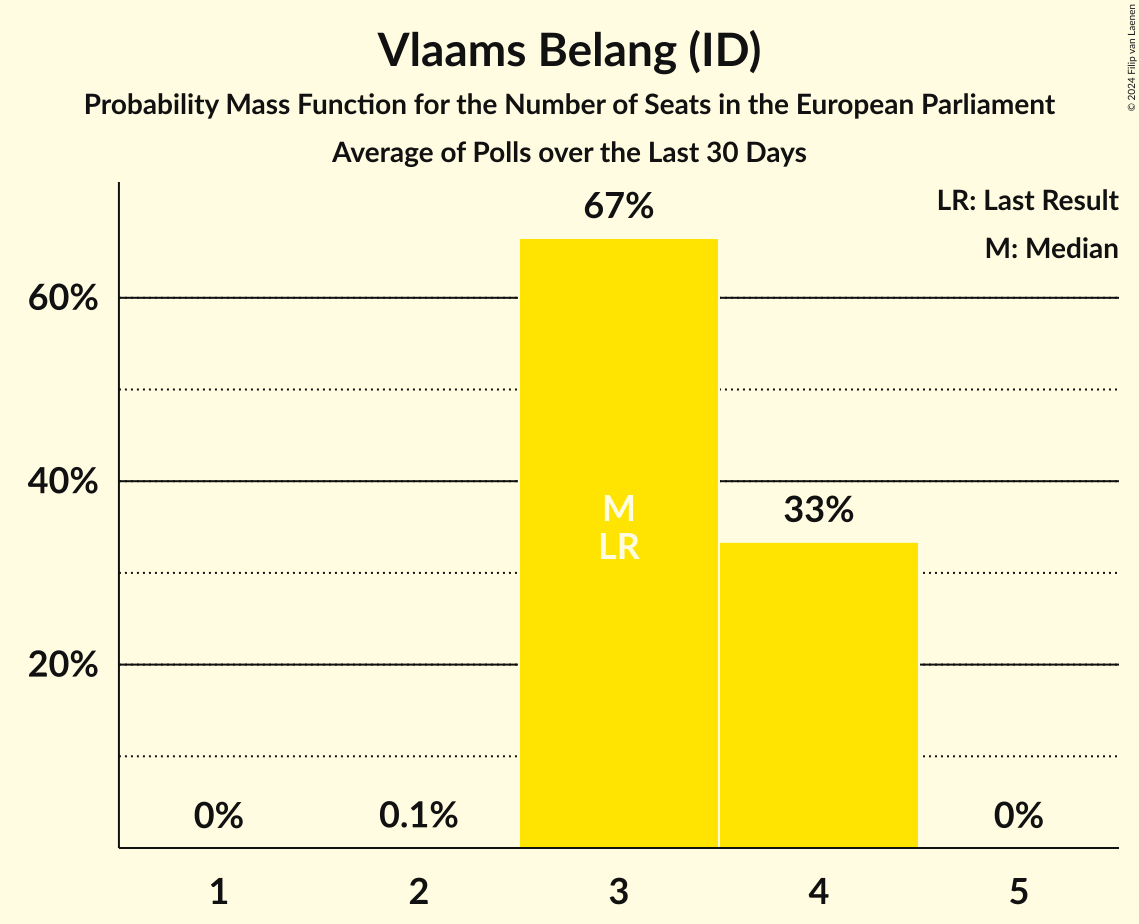 Vlaams Belang (ID)
Probability Mass Function for the Number of Seats in the European Parliament
Average of Polls over the Last 30 Days
© 2024 Filip van Laenen
LR: Last Result
M: Median
67%
60%
40%
M
33%
LR
20%
0%
0.1%
0%
1
2
3
4
5